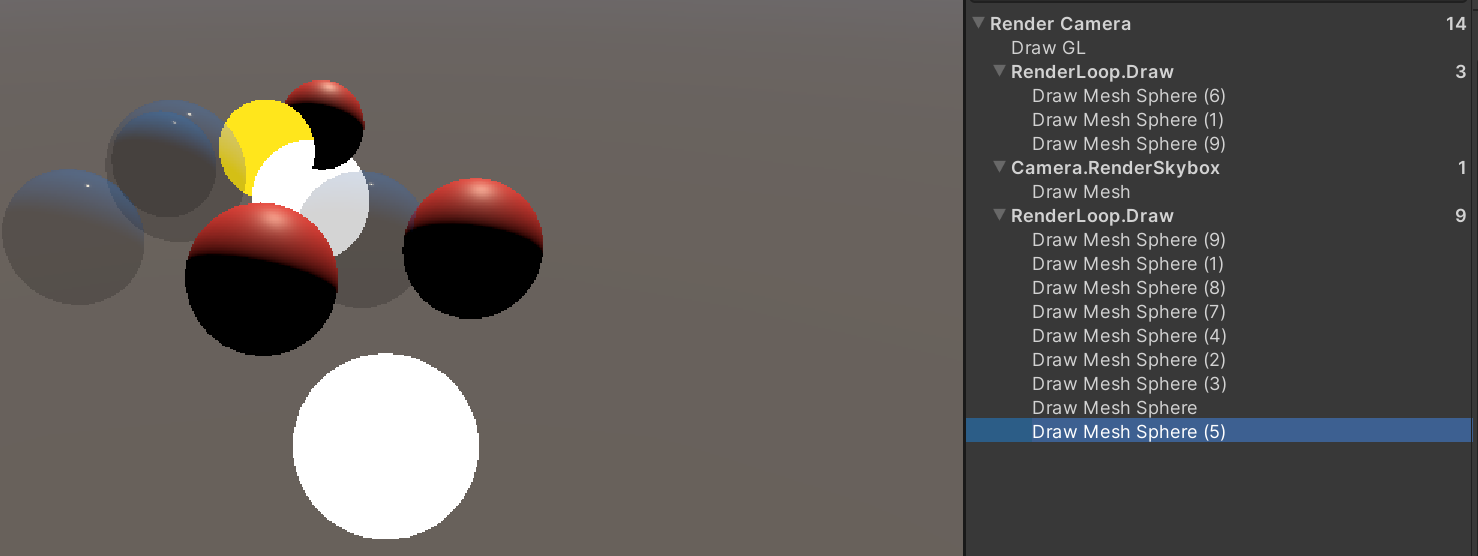 Render Camera 14
Draw GL
RenderLoop.Draw 3
Draw Mesh Sphere (6)
Draw Mesh Sphere (1)
Draw Mesh Sphere (9)
Camera.RenderSkybox 1
Draw Mesh
RenderLoop.Draw 9
Draw Mesh Sphere (9)
Draw Mesh Sphere (1)
Draw Mesh Sphere (8)
Draw Mesh Sphere (7)
Draw Mesh Sphere (4)
Draw Mesh Sphere (2)
Draw Mesh Sphere (3)
Draw Mesh Sphere
Draw Mesh Sphere (5)